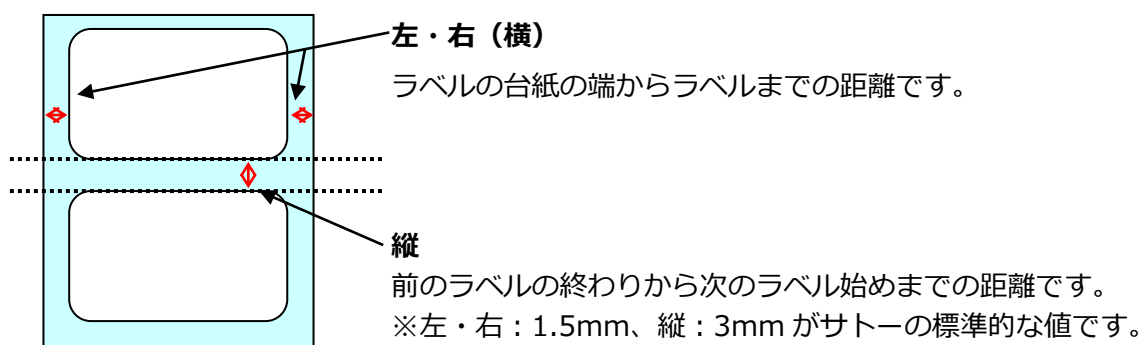 左・右（横）
ラベルの台紙の端からラベルまでの距離です。
縦
前のラベルの終わりから次のラベル始めまでの距離です。
※左・右：1.5mm、縦：3mm がサトーの標準的な値です。